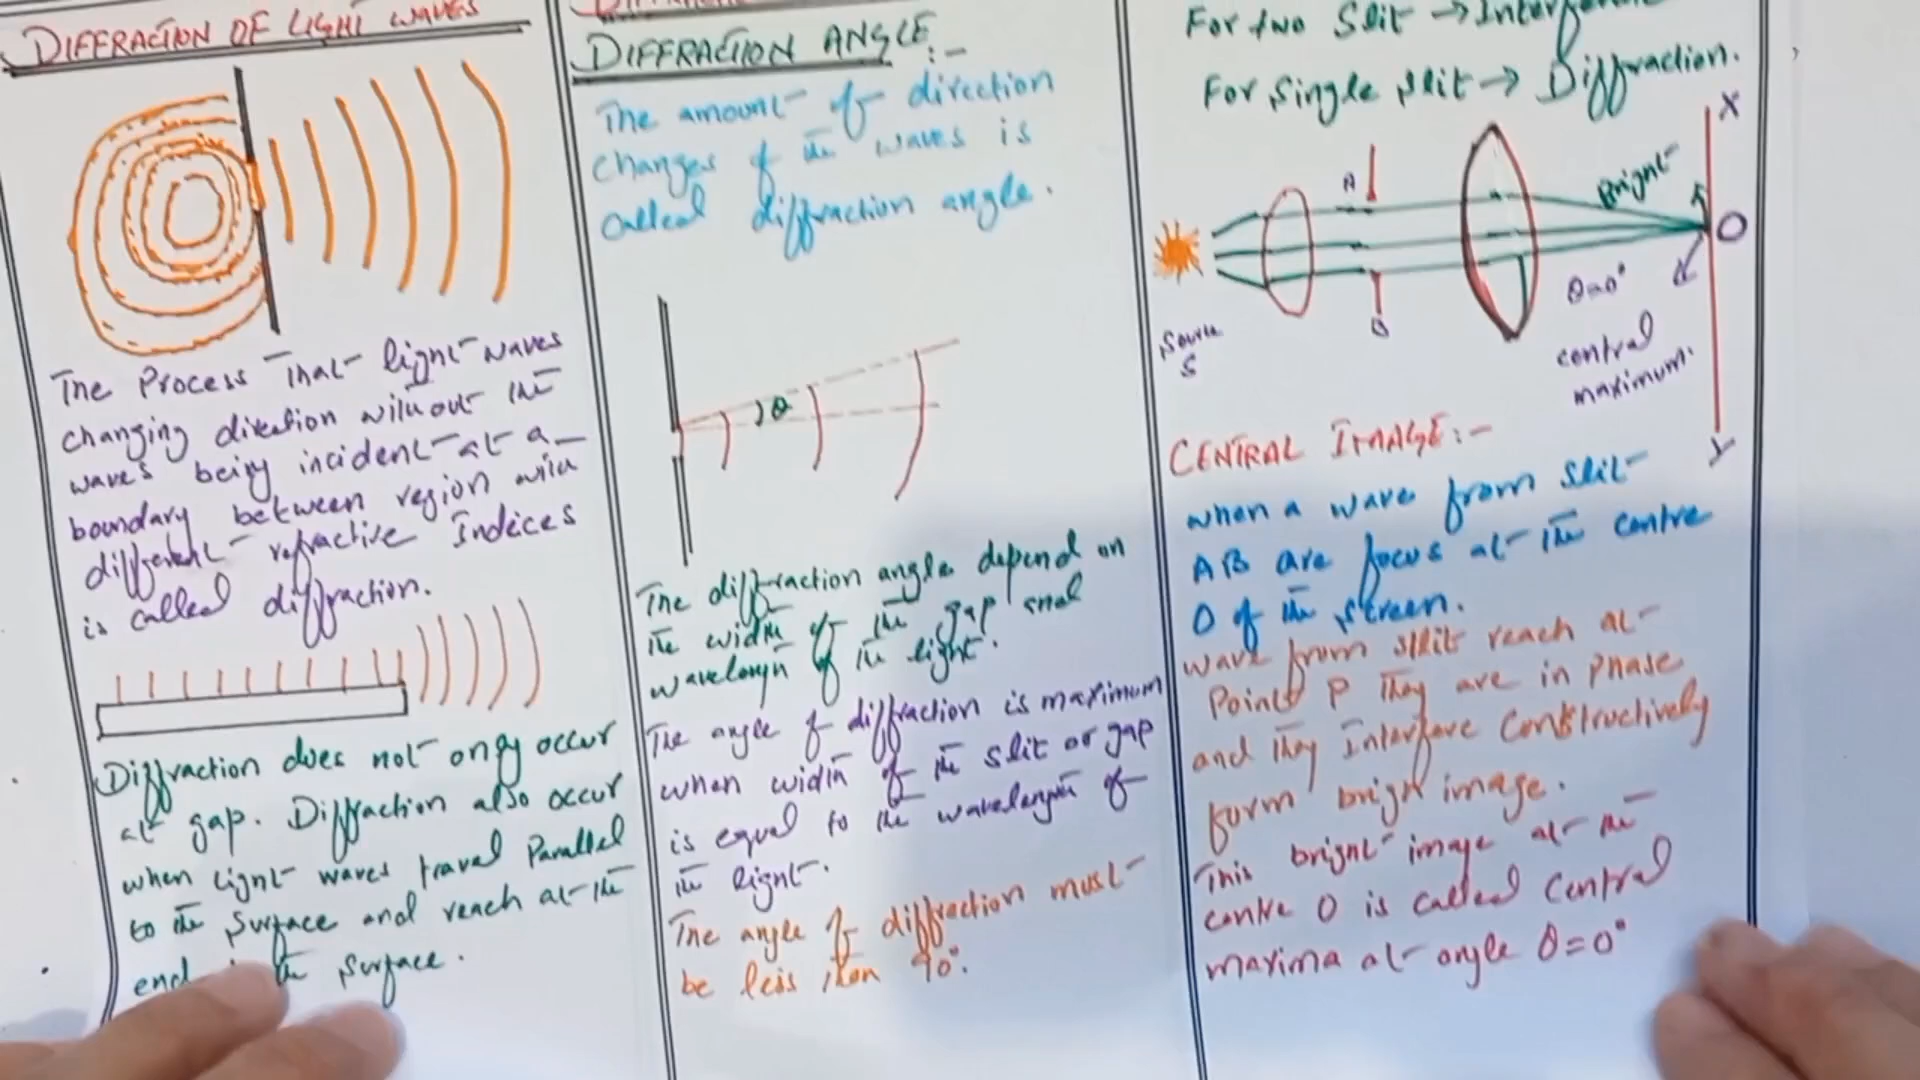 DIFFRACTION OF LIGHT WAVES
The Process That light waves
changing direction without the
waves being incident at a
boundary between region with
different refractive Indices
is called diffraction.
Diffraction does not only occur
at gap. Diffraction also occur
when light waves travel Parallel
to the surface and reach at the
end the surface.
DIFFRACTION ANGLE:-
The amount of direction
changes of the waves is
called diffraction angle.
θ
The diffraction angle depend on
the width of the gap and
wavelength of the light.
The angle of diffraction is maximum
when width of the slit or gap
is equal to the wavelength of
the light.
The angle of diffraction must
be less than 90°.
For two Slit →
For Single slit → Diffraction.
X
A
Bright
O
θ=0°
B
Source
S
central
maximum.
Y
CENTRAL IMAGE:-
when a wave from slit
AB are focus at the centre
O of the screen.
wave from slit reach at
Point P They are in phase
and they Interfere Constructively
form bright image.
This bright image at the
centre O is called Central
maxima at angle θ=0°